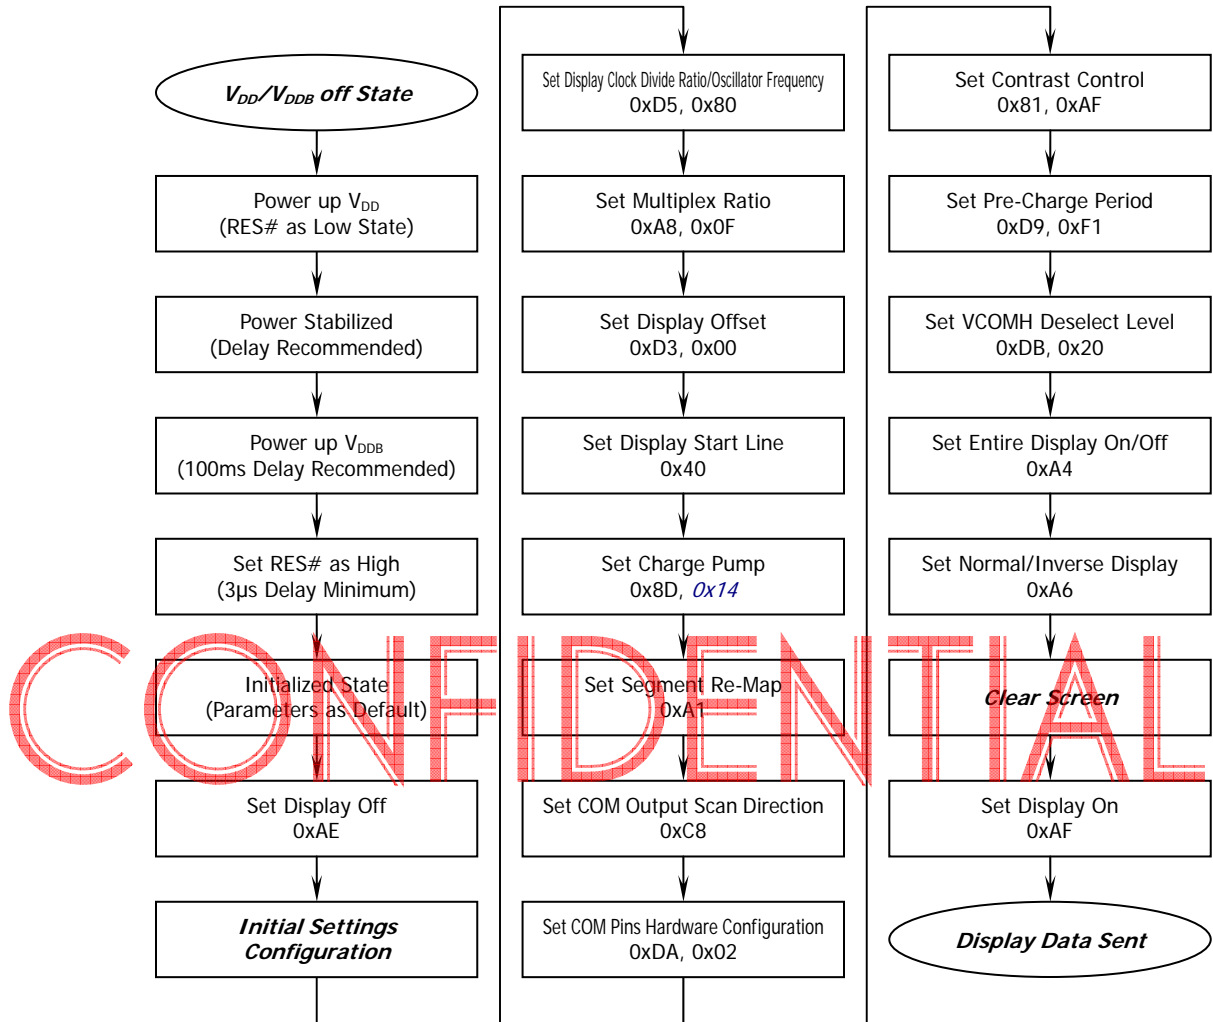 V_DD/V_DDB off State
Power up V_DD
(RES# as Low State)
Power Stabilized
(Delay Recommended)
Power up V_DDB
(100ms Delay Recommended)
Set RES# as High
(3µs Delay Minimum)
Initialized State
(Parameters as Default)
Set Display Off
0xAE
Initial Settings
Configuration
Set Display Clock Divide Ratio/Oscillator Frequency
0xD5, 0x80
Set Multiplex Ratio
0xA8, 0x0F
Set Display Offset
0xD3, 0x00
Set Display Start Line
0x40
Set Charge Pump
0x8D, 0x14
Set Segment Re-Map
0xA1
Set COM Output Scan Direction
0xC8
Set COM Pins Hardware Configuration
0xDA, 0x02
Set Contrast Control
0x81, 0xAF
Set Pre-Charge Period
0xD9, 0xF1
Set VCOMH Deselect Level
0xDB, 0x20
Set Entire Display On/Off
0xA4
Set Normal/Inverse Display
0xA6
Clear Screen
Set Display On
0xAF
Display Data Sent
CONFIDENTIAL